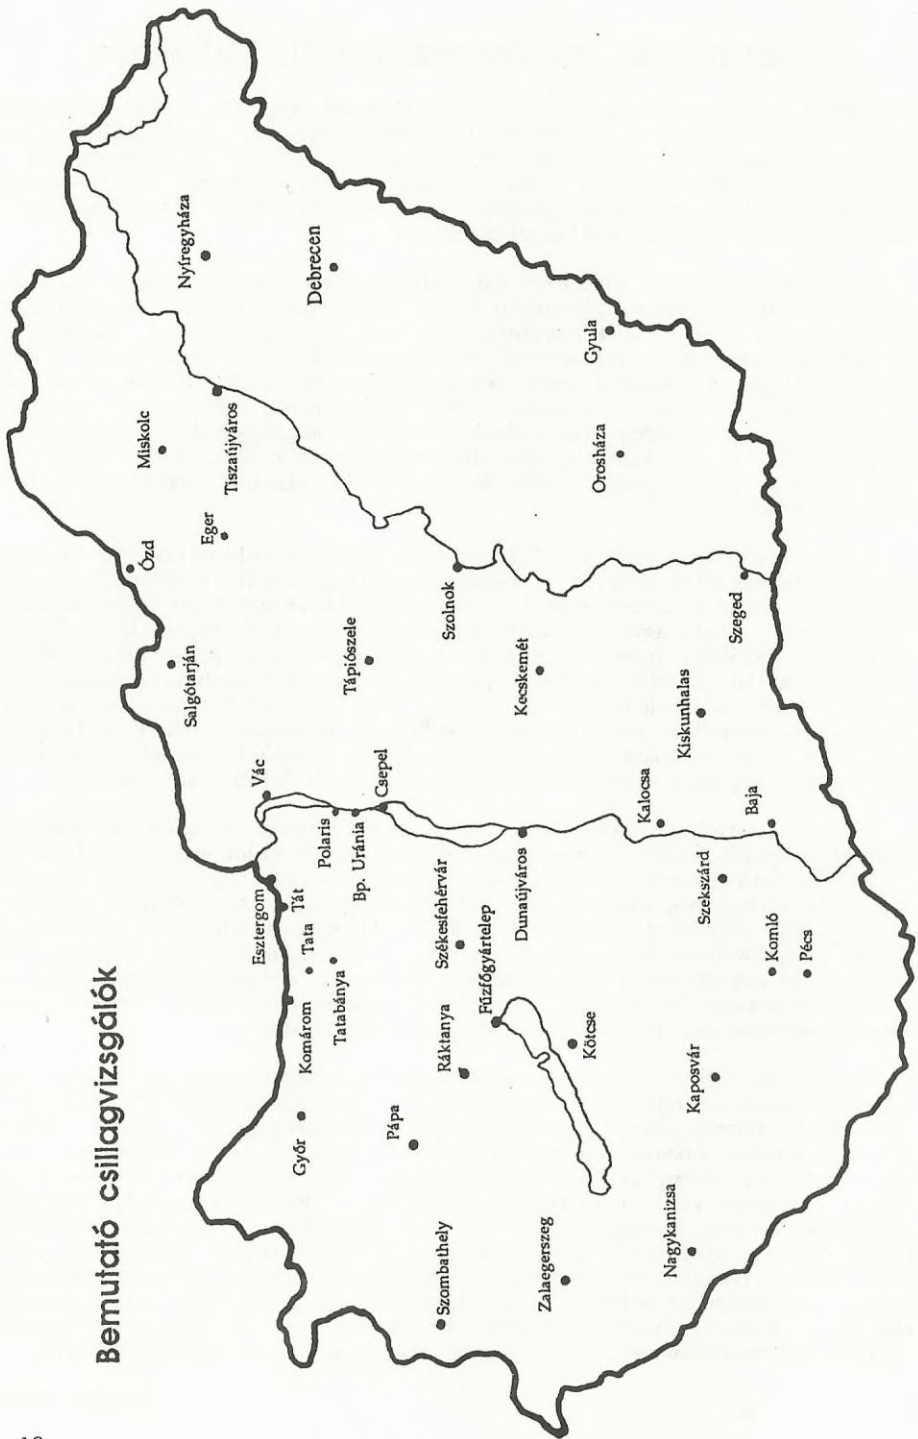 Bemutató csillagvizsgálók
Nyíregyháza
Debrecen
Miskolc
Tiszaújváros
Ózd
Eger
Gyula
Orosháza
Salgótarján
Tápiószele
Szolnok
Kecskemét
Szeged
Kiskunhalas
Vác
Polaris
Bp. Uránia
Csepel
Kalocsa
Baja
Esztergom
Tát
Tata
Komárom
Tatabánya
Székesfehérvár
Dunaújváros
Fűzfőgyártelep
Szekszárd
Győr
Ráktanya
Pápa
Kötcse
Komló
Pécs
Kaposvár
Szombathely
Zalaegerszeg
Nagykanizsa